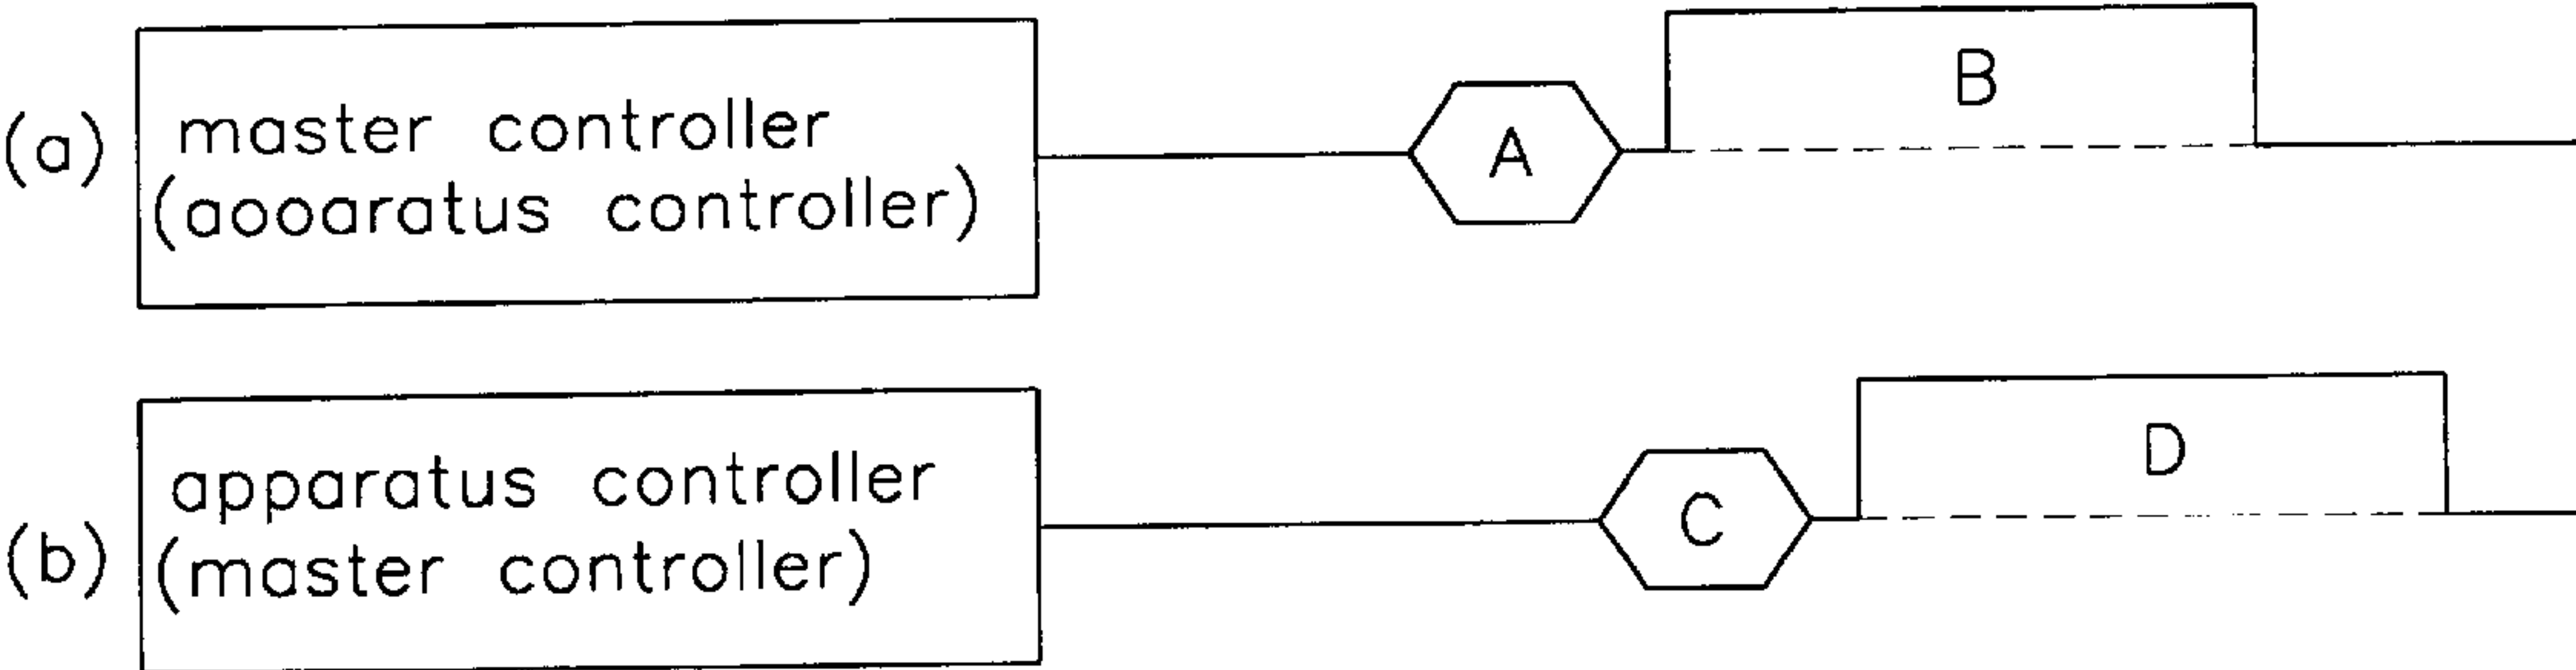 (a)
master controller
(aooaratus controller)
A
B
(b)
apparatus controller
(master controller)
C
D